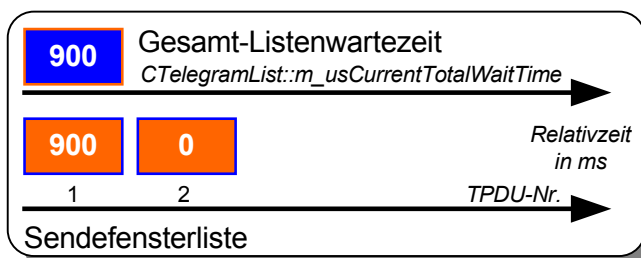 900 Gesamt-Listenwartezeit
CTelegramList::m_usCurrentTotalWaitTime
900 0 Relativzeit
in ms
1 2 TPDU-Nr.
Sendefensterliste